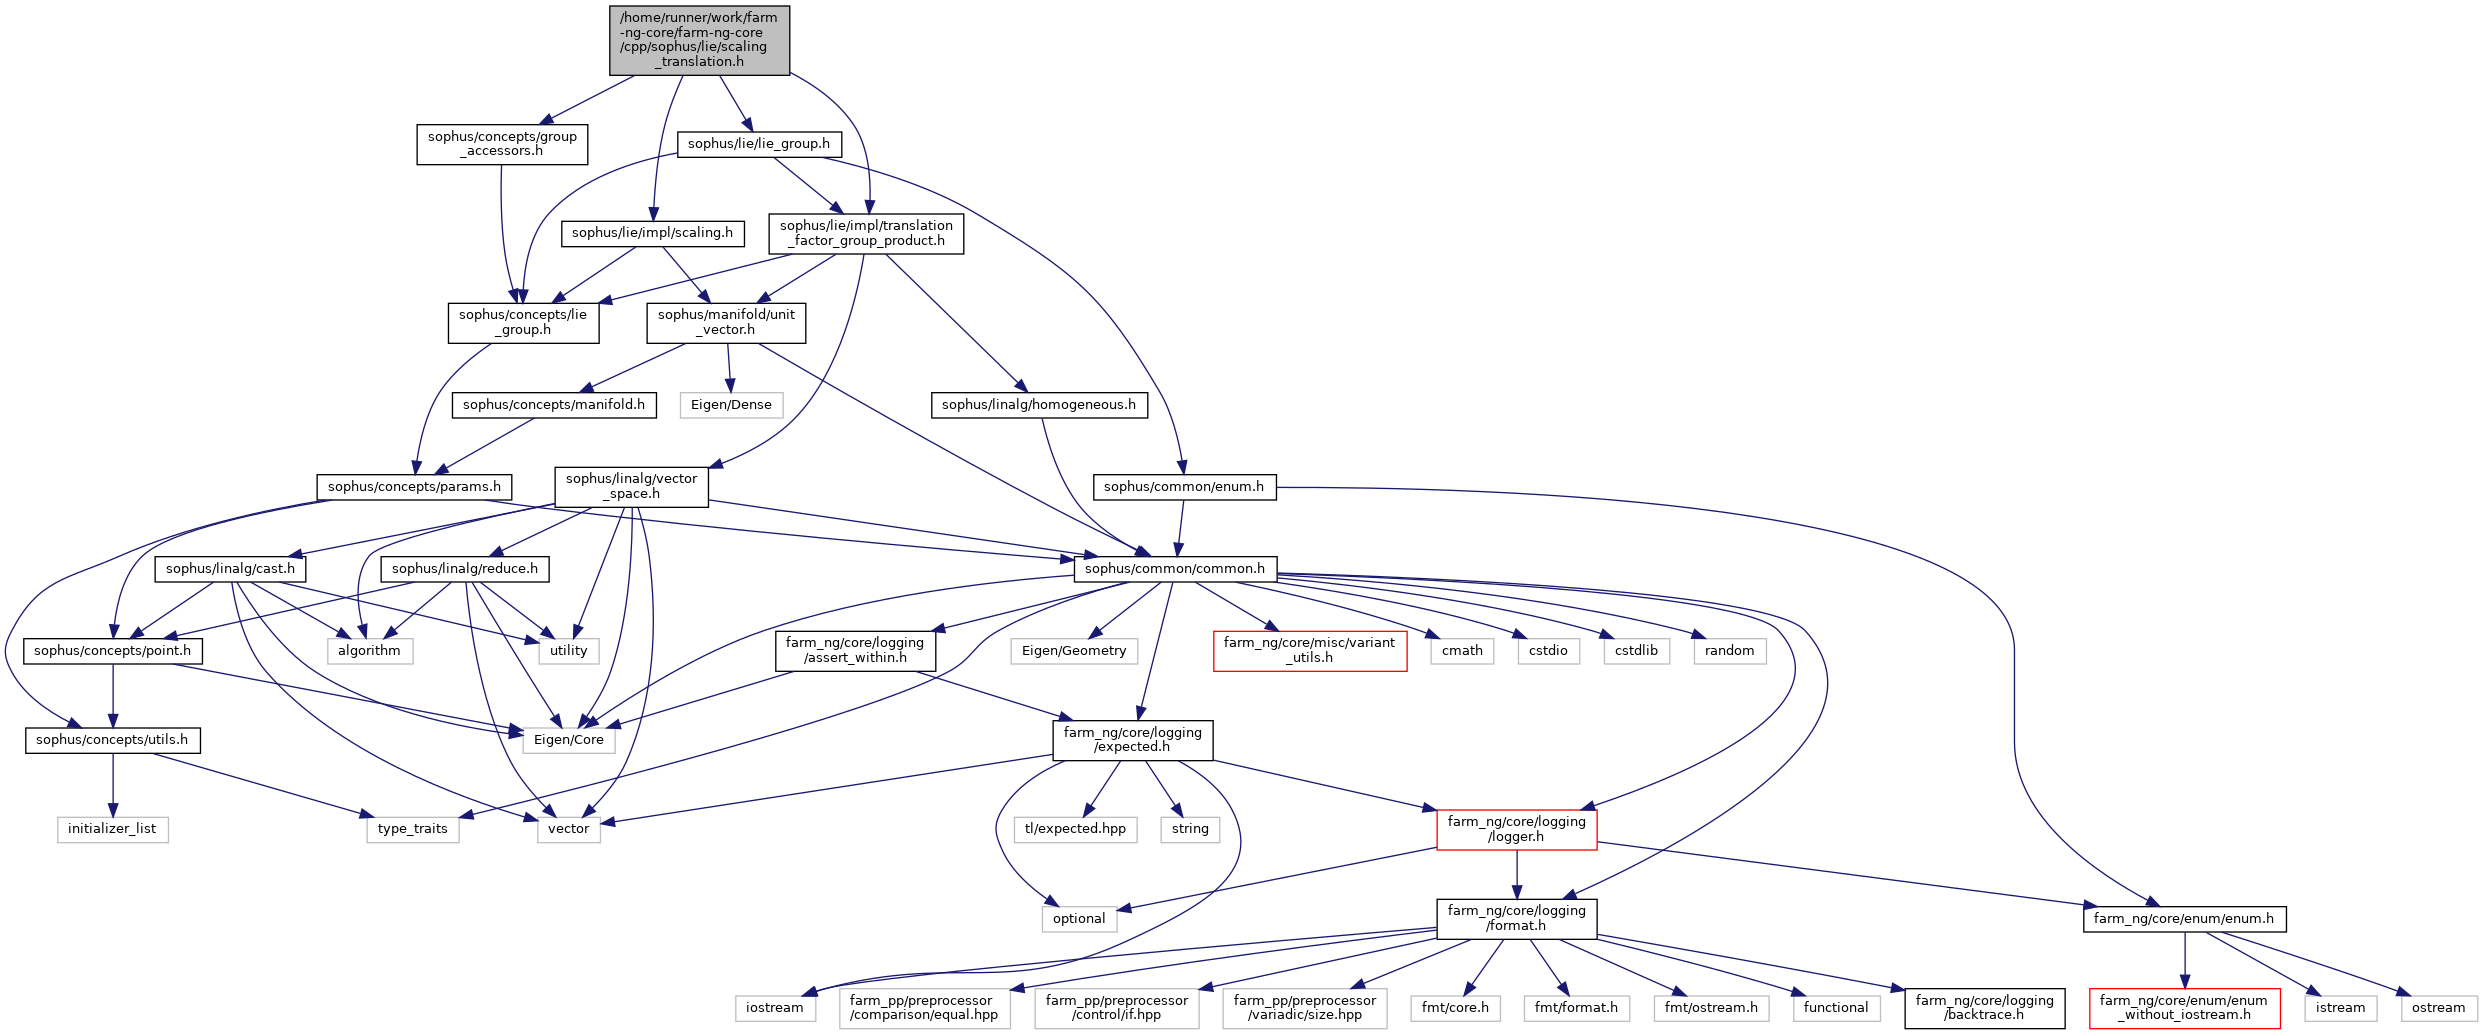 /home/runner/work/farm
-ng-core/farm-ng-core
/cpp/sophus/lie/scaling
_translation.h
sophus/concepts/group
_accessors.h
sophus/lie/lie_group.h
sophus/lie/impl/scaling.h
sophus/lie/impl/translation
_factor_group_product.h
sophus/concepts/lie
_group.h
sophus/manifold/unit
_vector.h
sophus/concepts/manifold.h
Eigen/Dense
sophus/linalg/homogeneous.h
sophus/concepts/params.h
sophus/linalg/vector
_space.h
sophus/common/enum.h
sophus/linalg/cast.h
sophus/linalg/reduce.h
sophus/common/common.h
sophus/concepts/point.h
algorithm
utility
farm_ng/core/logging
/assert_within.h
Eigen/Geometry
farm_ng/core/misc/variant
_utils.h
cmath
cstdio
cstdlib
random
sophus/concepts/utils.h
Eigen/Core
farm_ng/core/logging
/expected.h
initializer_list
type_traits
vector
tl/expected.hpp
string
farm_ng/core/logging
/logger.h
optional
farm_ng/core/logging
/format.h
farm_ng/core/enum/enum.h
iostream
farm_pp/preprocessor
/comparison/equal.hpp
farm_pp/preprocessor
/control/if.hpp
farm_pp/preprocessor
/variadic/size.hpp
fmt/core.h
fmt/format.h
fmt/ostream.h
functional
farm_ng/core/logging
/backtrace.h
farm_ng/core/enum/enum
_without_iostream.h
istream
ostream